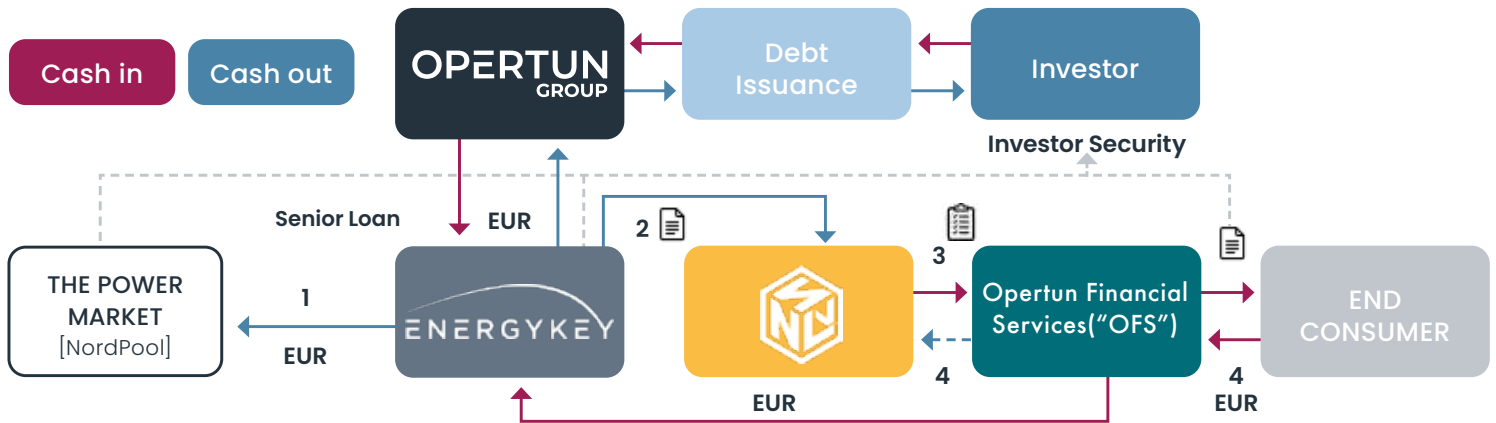 Cash in
Cash out
OPERTUN
GROUP
Debt
Issuance
Investor
Investor Security
Senior Loan
EUR
2
3
THE POWER
MARKET
[NordPool]
1
EUR
ENERGYKEY
Opertun Financial
Services("OFS")
END
CONSUMER
4
4
EUR
EUR